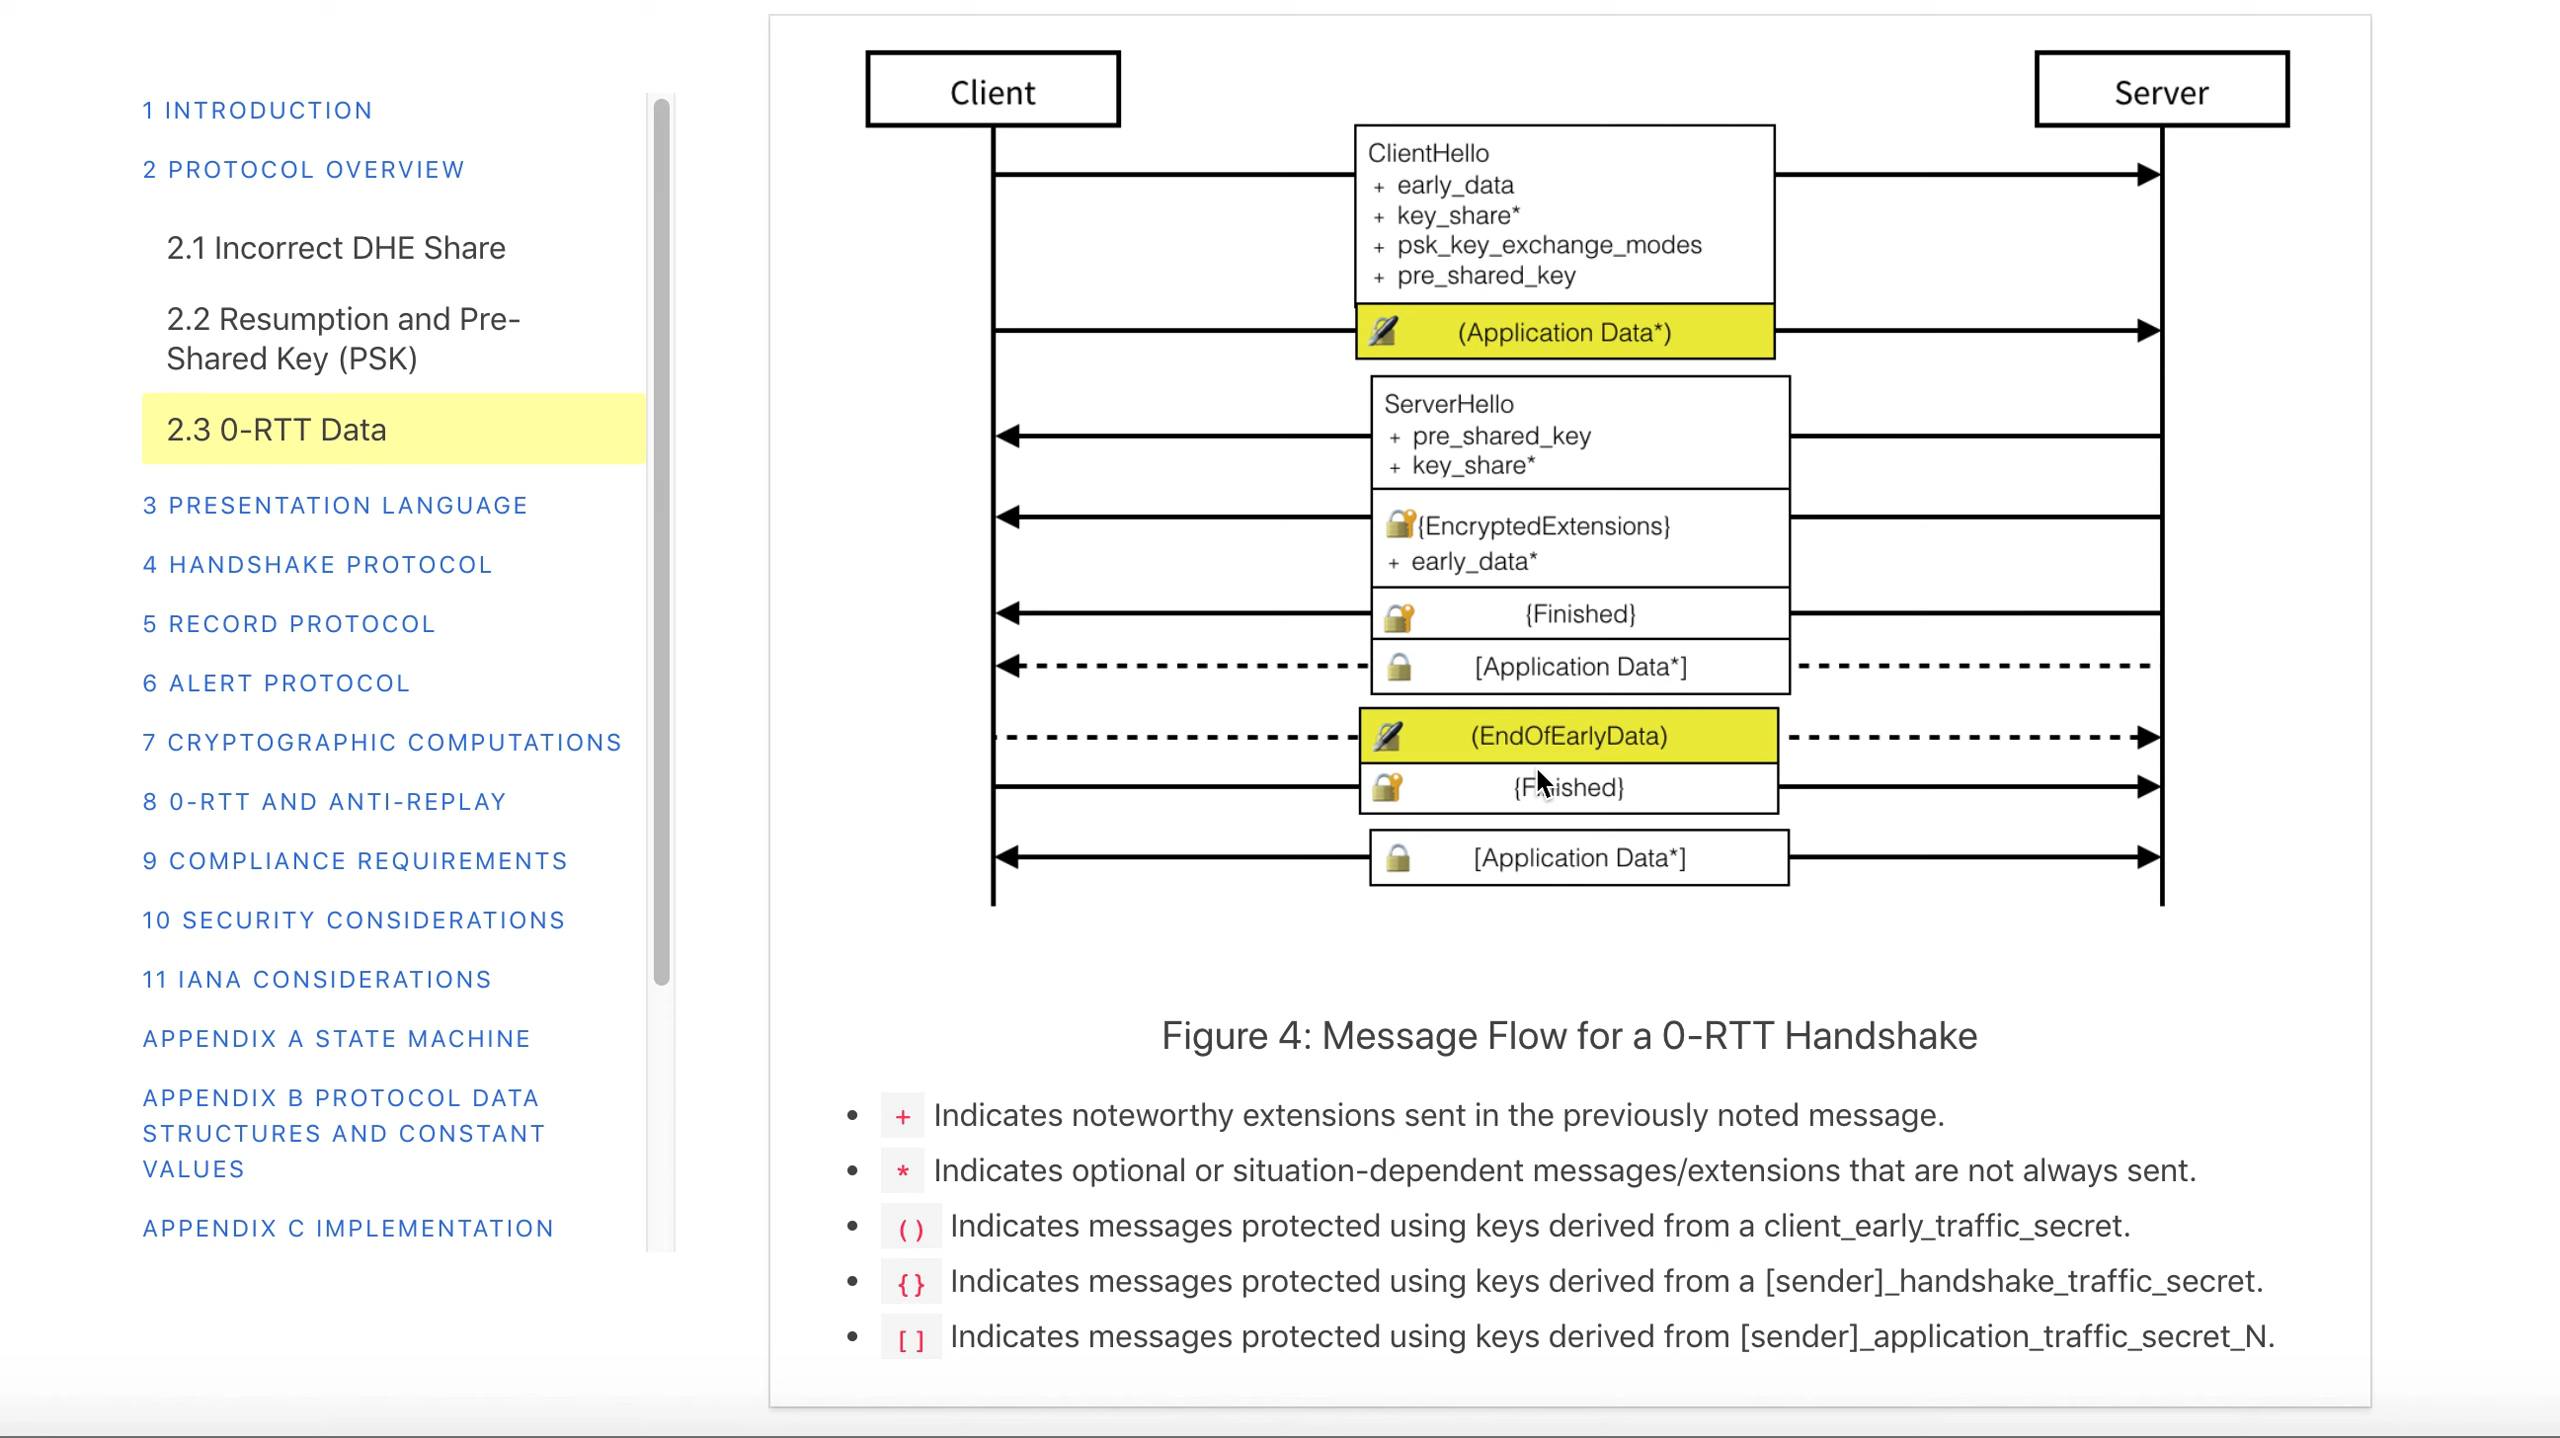 1 INTRODUCTION
2 PROTOCOL OVERVIEW
2.1 Incorrect DHE Share
2.2 Resumption and Pre-
Shared Key (PSK)
2.3 0-RTT Data
3 PRESENTATION LANGUAGE
4 HANDSHAKE PROTOCOL
5 RECORD PROTOCOL
6 ALERT PROTOCOL
7 CRYPTOGRAPHIC COMPUTATIONS
8 0-RTT AND ANTI-REPLAY
9 COMPLIANCE REQUIREMENTS
10 SECURITY CONSIDERATIONS
11 IANA CONSIDERATIONS
APPENDIX A STATE MACHINE
APPENDIX B PROTOCOL DATA
STRUCTURES AND CONSTANT
VALUES
APPENDIX C IMPLEMENTATION
Client
Server
ClientHello
+ early_data
+ key_share*
+ psk_key_exchange_modes
+ pre_shared_key
(Application Data*)
ServerHello
+ pre_shared_key
+ key_share*
{EncryptedExtensions}
+ early_data*
{Finished}
[Application Data*]
(EndOfEarlyData)
{Finished}
[Application Data*]
Figure 4: Message Flow for a 0-RTT Handshake
• + Indicates noteworthy extensions sent in the previously noted message.
• * Indicates optional or situation-dependent messages/extensions that are not always sent.
• () Indicates messages protected using keys derived from a client_early_traffic_secret.
• {} Indicates messages protected using keys derived from a [sender]_handshake_traffic_secret.
• [] Indicates messages protected using keys derived from [sender]_application_traffic_secret_N.